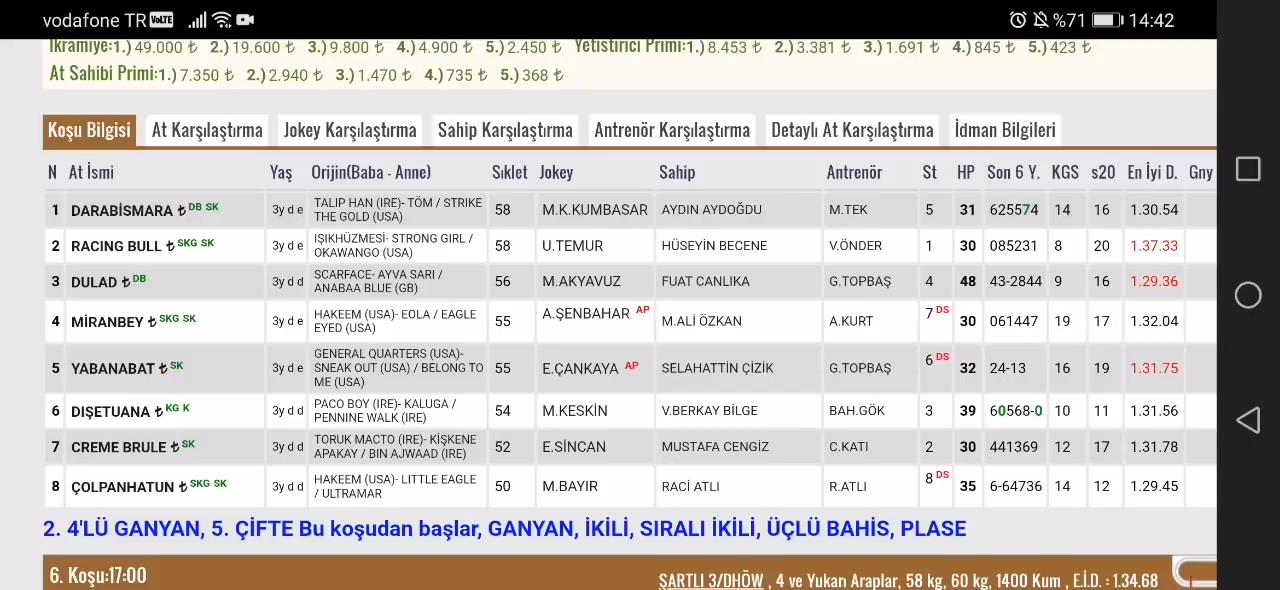 vodafone TR VoLTE %71 14:42
İkramiye:1.) 49.000 ₺ 2.) 19.600 ₺ 3.) 9.800 ₺ 4.) 4.900 ₺ 5.) 2.450 ₺ Yetiştirici Primi:1.) 8.453 ₺ 2.) 3.381 ₺ 3.) 1.691 ₺ 4.) 845 ₺ 5.) 423 ₺
At Sahibi Primi:1.) 7.350 ₺ 2.) 2.940 ₺ 3.) 1.470 ₺ 4.) 735 ₺ 5.) 368 ₺
Koşu Bilgisi At Karşılaştırma Jokey Karşılaştırma Sahip Karşılaştırma Antrenör Karşılaştırma Detaylı At Karşılaştırma İdman Bilgileri
N At İsmi Yaş Orijin(Baba - Anne) Sıklet Jokey Sahip Antrenör St HP Son 6 Y. KGS s20 En İyi D. Gny
1 DARABİSMARA ₺ DB SK 3y d e TALIP HAN (IRE)- TÖM / STRIKE THE GOLD (USA) 58 M.K.KUMBASAR AYDIN AYDOĞDU M.TEK 5 31 625574 14 16 1.30.54
2 RACING BULL ₺ SKG SK 3y d e IŞIKHÜZMESİ- STRONG GIRL / OKAWANGO (USA) 58 U.TEMUR HÜSEYİN BECENE V.ÖNDER 1 30 085231 8 20 1.37.33
3 DULAD ₺ DB 3y d d SCARFACE- AYVA SARI / ANABAA BLUE (GB) 56 M.AKYAVUZ FUAT CANLIKA G.TOPBAŞ 4 48 43-2844 9 16 1.29.36
4 MİRANBEY ₺ SKG SK 3y d e HAKEEM (USA)- EOLA / EAGLE EYED (USA) 55 A.ŞENBAHAR AP M.ALİ ÖZKAN A.KURT 7 DS 30 061447 19 17 1.32.04
5 YABANABAT ₺ SK 3y d e GENERAL QUARTERS (USA)- SNEAK OUT (USA) / BELONG TO ME (USA) 55 E.ÇANKAYA AP SELAHATTİN ÇİZİK G.TOPBAŞ 6 DS 32 24-13 16 19 1.31.75
6 DIŞETUANA ₺ KG K 3y d d PACO BOY (IRE)- KALUGA / PENNINE WALK (IRE) 54 M.KESKİN V.BERKAY BİLGE BAH.GÖK 3 39 60568-0 10 11 1.31.56
7 CREME BRULE ₺ SK 3y d d TORUK MACTO (IRE)- KİŞKENE APAKAY / BIN AJWAAD (IRE) 52 E.SİNCAN MUSTAFA CENGİZ C.KATI 2 30 441369 12 17 1.31.78
8 ÇOLPANHATUN ₺ SKG SK 3y d d HAKEEM (USA)- LITTLE EAGLE / ULTRAMAR 50 M.BAYIR RACİ ATLI R.ATLI 8 DS 35 6-64736 14 12 1.29.45
2. 4'LÜ GANYAN, 5. ÇİFTE Bu koşudan başlar, GANYAN, İKİLİ, SIRALI İKİLİ, ÜÇLÜ BAHİS, PLASE
6. Koşu:17:00 ŞARTLI 3/DHÖW , 4 ve Yukarı Araplar, 58 kg, 60 kg, 1400 Kum , E.İ.D. : 1.34.68